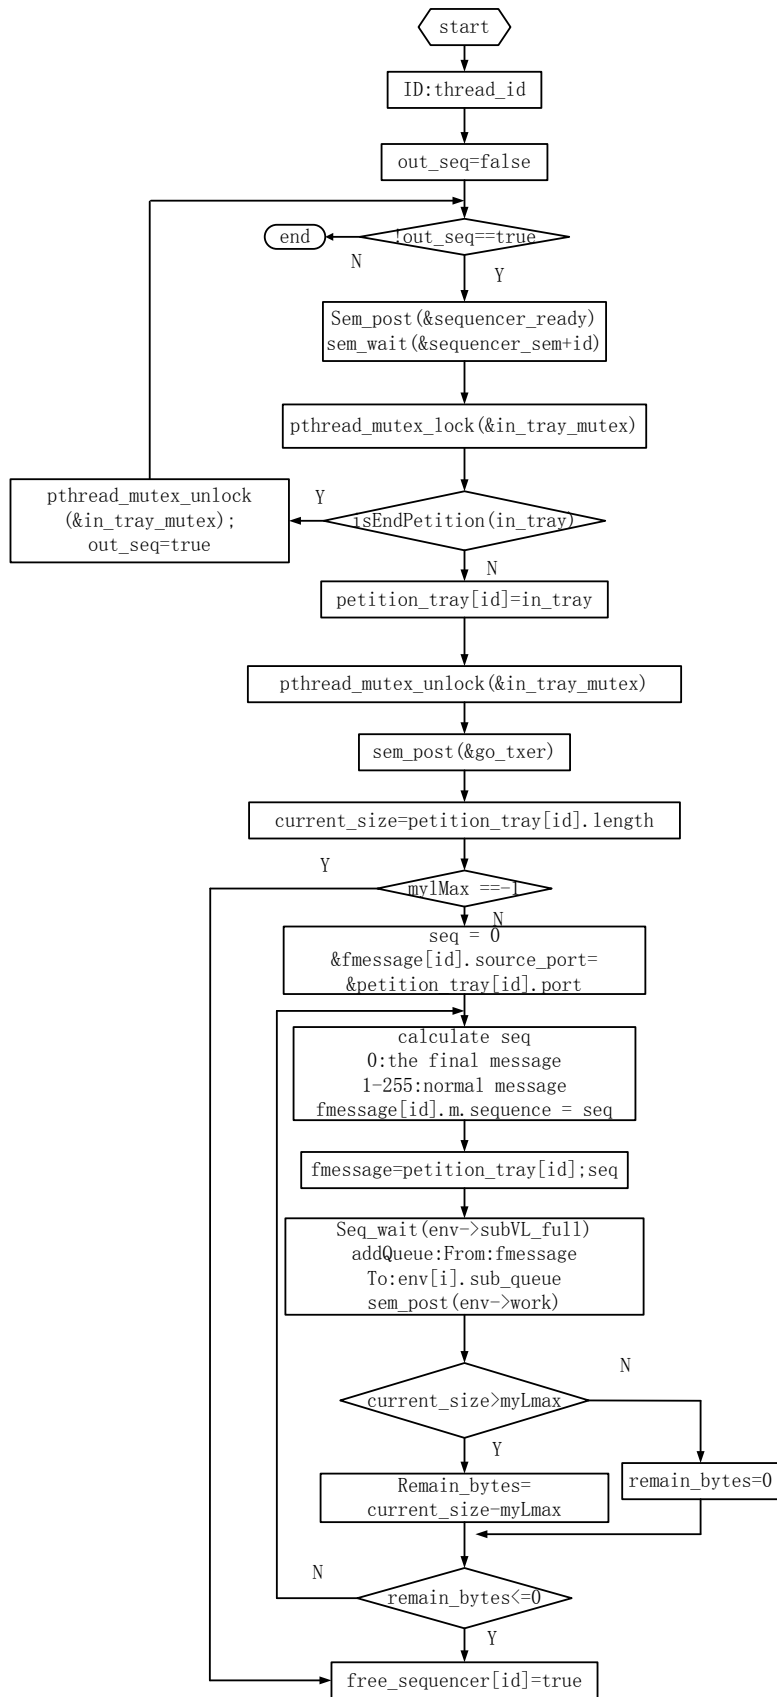 start
ID:thread_id
out_seq=false
end
!out_seq==true
N
Y
Sem_post(&sequencer_ready)
sem_wait(&sequencer_sem+id)
pthread_mutex_lock(&in_tray_mutex)
pthread_mutex_unlock
(&in_tray_mutex);
out_seq=true
Y
isEndPetition(in_tray)
N
petition_tray[id]=in_tray
pthread_mutex_unlock(&in_tray_mutex)
sem_post(&go_txer)
current_size=petition_tray[id].length
Y
mylMax ==-1
N
seq = 0
&fmessage[id].source_port=
&petition_tray[id].port
calculate seq
0:the final message
1-255:normal message
fmessage[id].m.sequence = seq
fmessage=petition_tray[id];seq
Seq_wait(env->subVL_full)
addQueue:From:fmessage
To:env[i].sub_queue
sem_post(env->work)
N
current_size>myLmax
Y
Remain_bytes=
current_size-myLmax
remain_bytes=0
N
remain_bytes<=0
Y
free_sequencer[id]=true